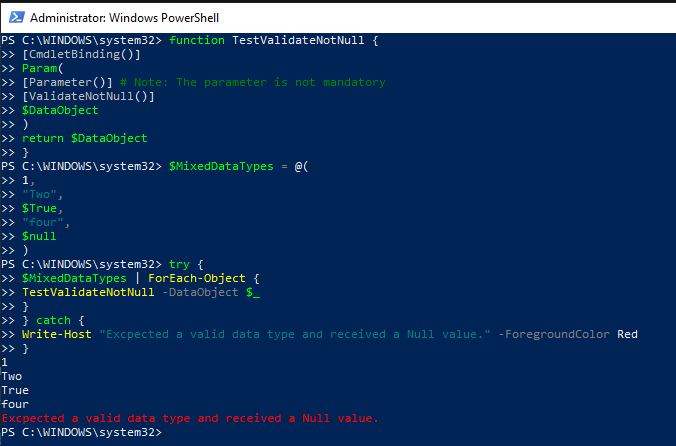 Administrator: Windows PowerShell
PS C:\WINDOWS\system32> function TestValidateNotNull {
>> [CmdletBinding()]
>> Param(
>> [Parameter()] # Note: The parameter is not mandatory
>> [ValidateNotNull()]
>> $DataObject
>> )
>> return $DataObject
>> }
PS C:\WINDOWS\system32> $MixedDataTypes = @(
>> 1,
>> "Two",
>> $True,
>> "four",
>> $null
>> )
PS C:\WINDOWS\system32> try {
>> $MixedDataTypes | ForEach-Object {
>> TestValidateNotNull -DataObject $_
>> }
>> } catch {
>> Write-Host "Excpected a valid data type and received a Null value." -ForegroundColor Red
>> }
1
Two
True
four
Excpected a valid data type and received a Null value.
PS C:\WINDOWS\system32>